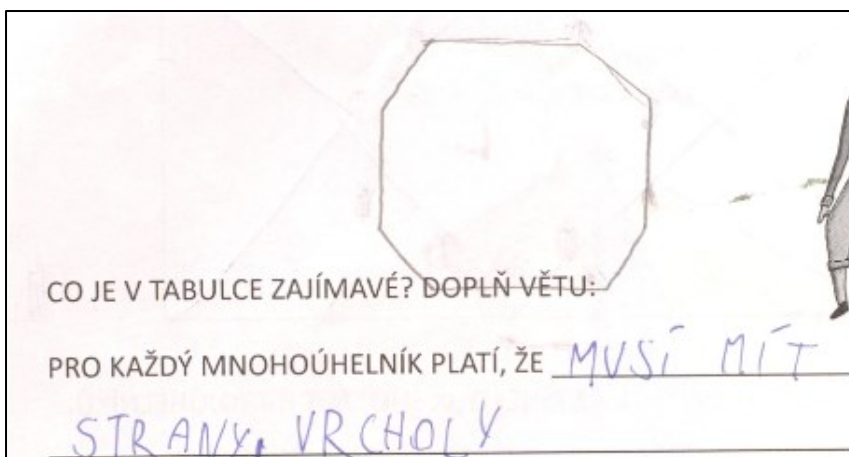 CO JE V TABULCE ZAJÍMAVÉ? DOPLŇ VĚTU:
PRO KAŽDÝ MNOHOÚHELNÍK PLATÍ, ŽE MUSÍ MÍT
STRANY, VRCHOLY